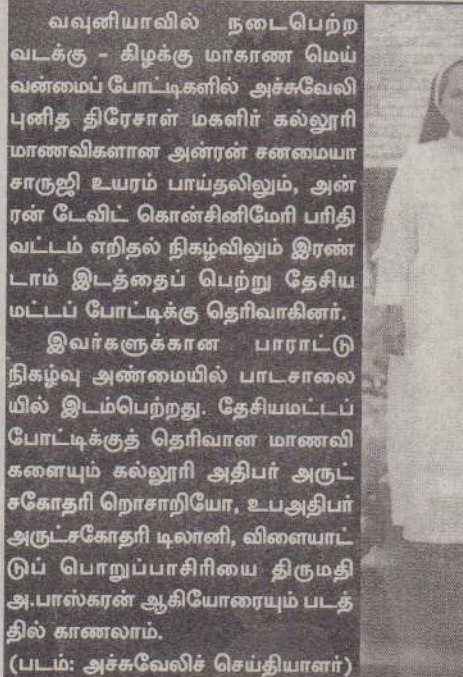 வவுனியாவில் நடைபெற்ற
வடக்கு - கிழக்கு மாகாண மெய்
வன்மைப் போட்டிகளில் அச்சுவேலி
புனித திரேசாள் மகளிர் கல்லூரி
மாணவிகளான அன்ரன் சனமையா
சாருஜி உயரம் பாய்தலிலும், அன்
ரன் டேவிட் கொன்சினிமேரி பரிதி
வட்டம் எறிதல் நிகழ்விலும் இரண்
டாம் இடத்தைப் பெற்று தேசிய
மட்டப் போட்டிக்கு தெரிவாகினர்.
இவர்களுக்கான பாராட்டு
நிகழ்வு அண்மையில் பாடசாலை
யில் இடம்பெற்றது. தேசியமட்டப்
போட்டிக்குத் தெரிவான மாணவி
களையும் கல்லூரி அதிபர் அருட்
சகோதரி றொசாறியோ, உபஅதிபர்
அருட்சகோதரி டிலானி, விளையாட்
டுப் பொறுப்பாசிரியை திருமதி
அ.பாஸ்கரன் ஆகியோரையும் படத்
தில் காணலாம்.
(படம்: அச்சுவேலிச் செய்தியாளர்)